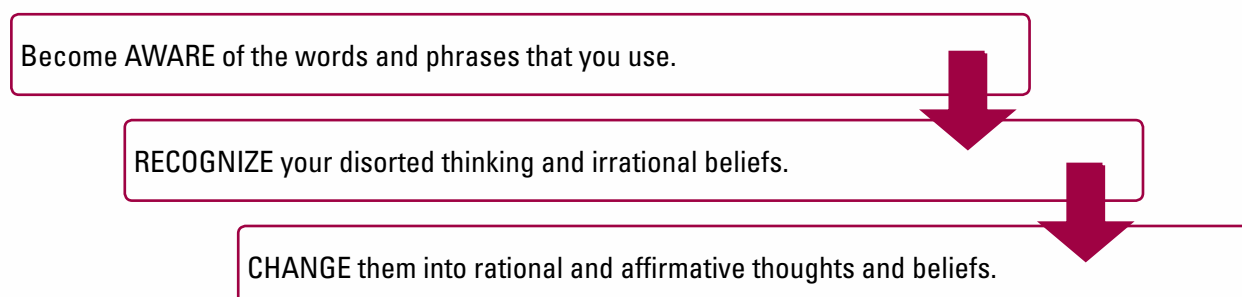 Become AWARE of the words and phrases that you use.
RECOGNIZE your disorted thinking and irrational beliefs.
CHANGE them into rational and affirmative thoughts and beliefs.